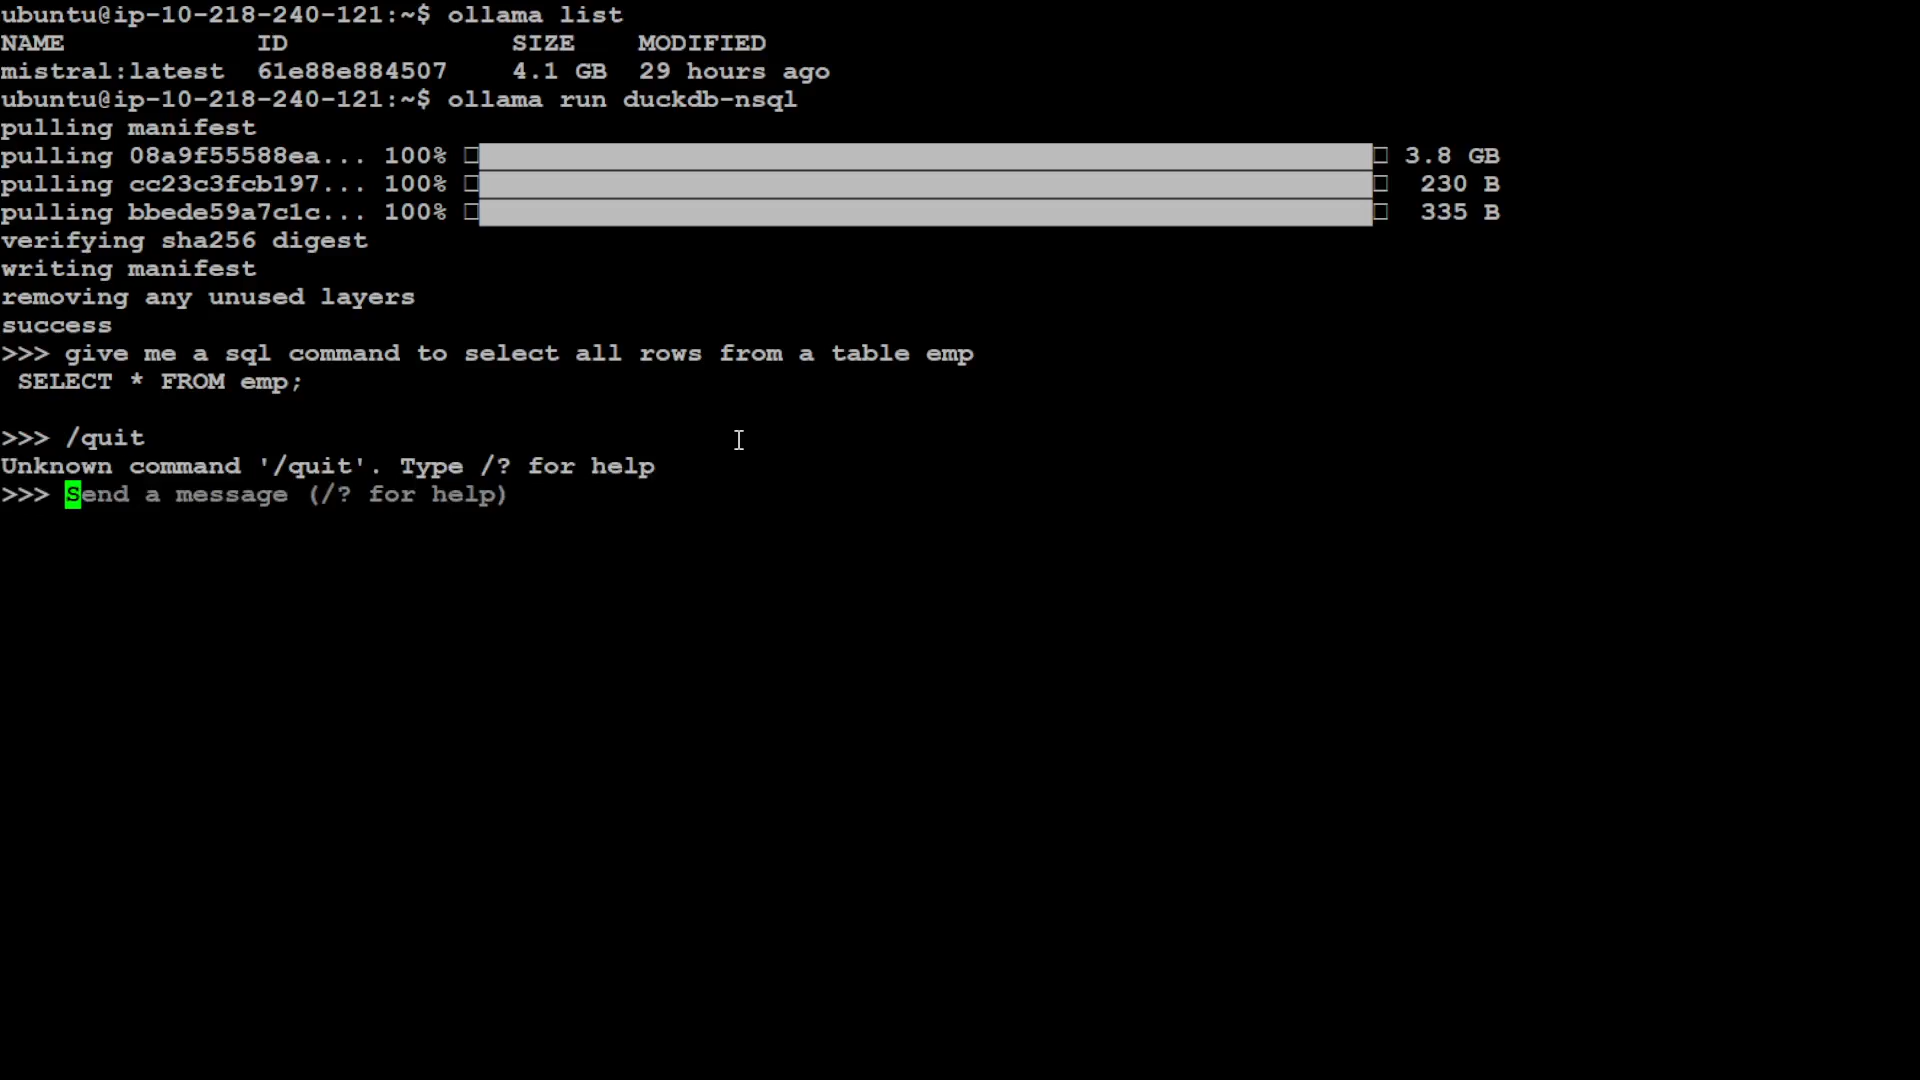 ubuntu@ip-10-218-240-121:~$ ollama list
NAME ID SIZE MODIFIED
mistral:latest 61e88e884507 4.1 GB 29 hours ago
ubuntu@ip-10-218-240-121:~$ ollama run duckdb-nsql
pulling manifest
pulling 08a9f55588ea... 100% 3.8 GB
pulling cc23c3fcb197... 100% 230 B
pulling bbede59a7c1c... 100% 335 B
verifying sha256 digest
writing manifest
removing any unused layers
success
>>> give me a sql command to select all rows from a table emp
SELECT * FROM emp;
>>> /quit
Unknown command '/quit'. Type /? for help
>>> Send a message (/? for help)